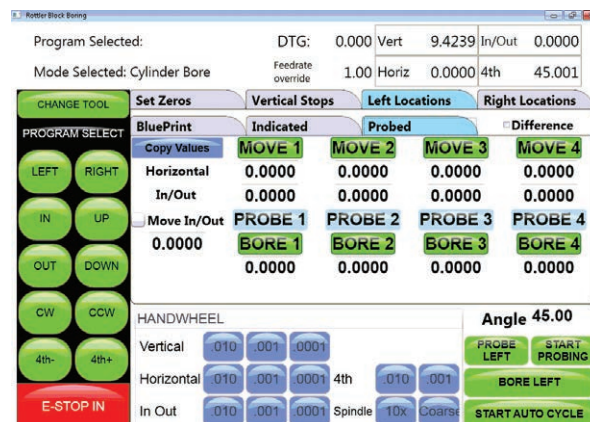 Rottler Block Boring
Program Selected: DTG: 0.000 Vert 9.4239 In/Out 0.0000
Mode Selected: Cylinder Bore Feedrate override 1.00 Horiz 0.0000 4th 45.001
CHANGE TOOL Set Zeros Vertical Stops Left Locations Right Locations
PROGRAM SELECT BluePrint Indicated Probed Difference
Copy Values MOVE 1 MOVE 2 MOVE 3 MOVE 4
LEFT RIGHT Horizontal 0.0000 0.0000 0.0000 0.0000
In/Out 0.0000 0.0000 0.0000 0.0000
IN UP Move In/Out PROBE 1 PROBE 2 PROBE 3 PROBE 4
0.0000 BORE 1 BORE 2 BORE 3 BORE 4
OUT DOWN 0.0000 0.0000 0.0000 0.0000
CW CCW HANDWHEEL Angle 45.00
Vertical .010 .001 .0001 PROBE LEFT START PROBING
4th- 4th+ Horizontal .010 .001 .0001 4th .010 .001 BORE LEFT
E-STOP IN In Out .010 .001 .0001 Spindle 10x Coarse START AUTO CYCLE